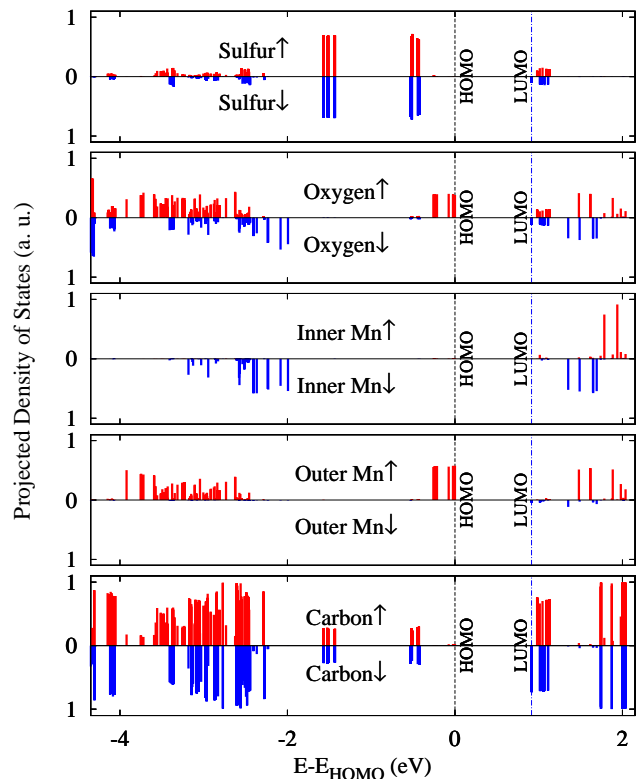 1
Sulfur↑
0
Sulfur↓
HOMO
LUMO
1
1
Oxygen↑
0
Oxygen↓
HOMO
LUMO
1
1
Inner Mn↑
0
Inner Mn↓
HOMO
LUMO
1
1
Outer Mn↑
0
Outer Mn↓
HOMO
LUMO
1
1
Carbon↑
0
Carbon↓
HOMO
LUMO
1
-4 -2 0 2
E-E_HOMO (eV)
Projected Density of States (a. u.)